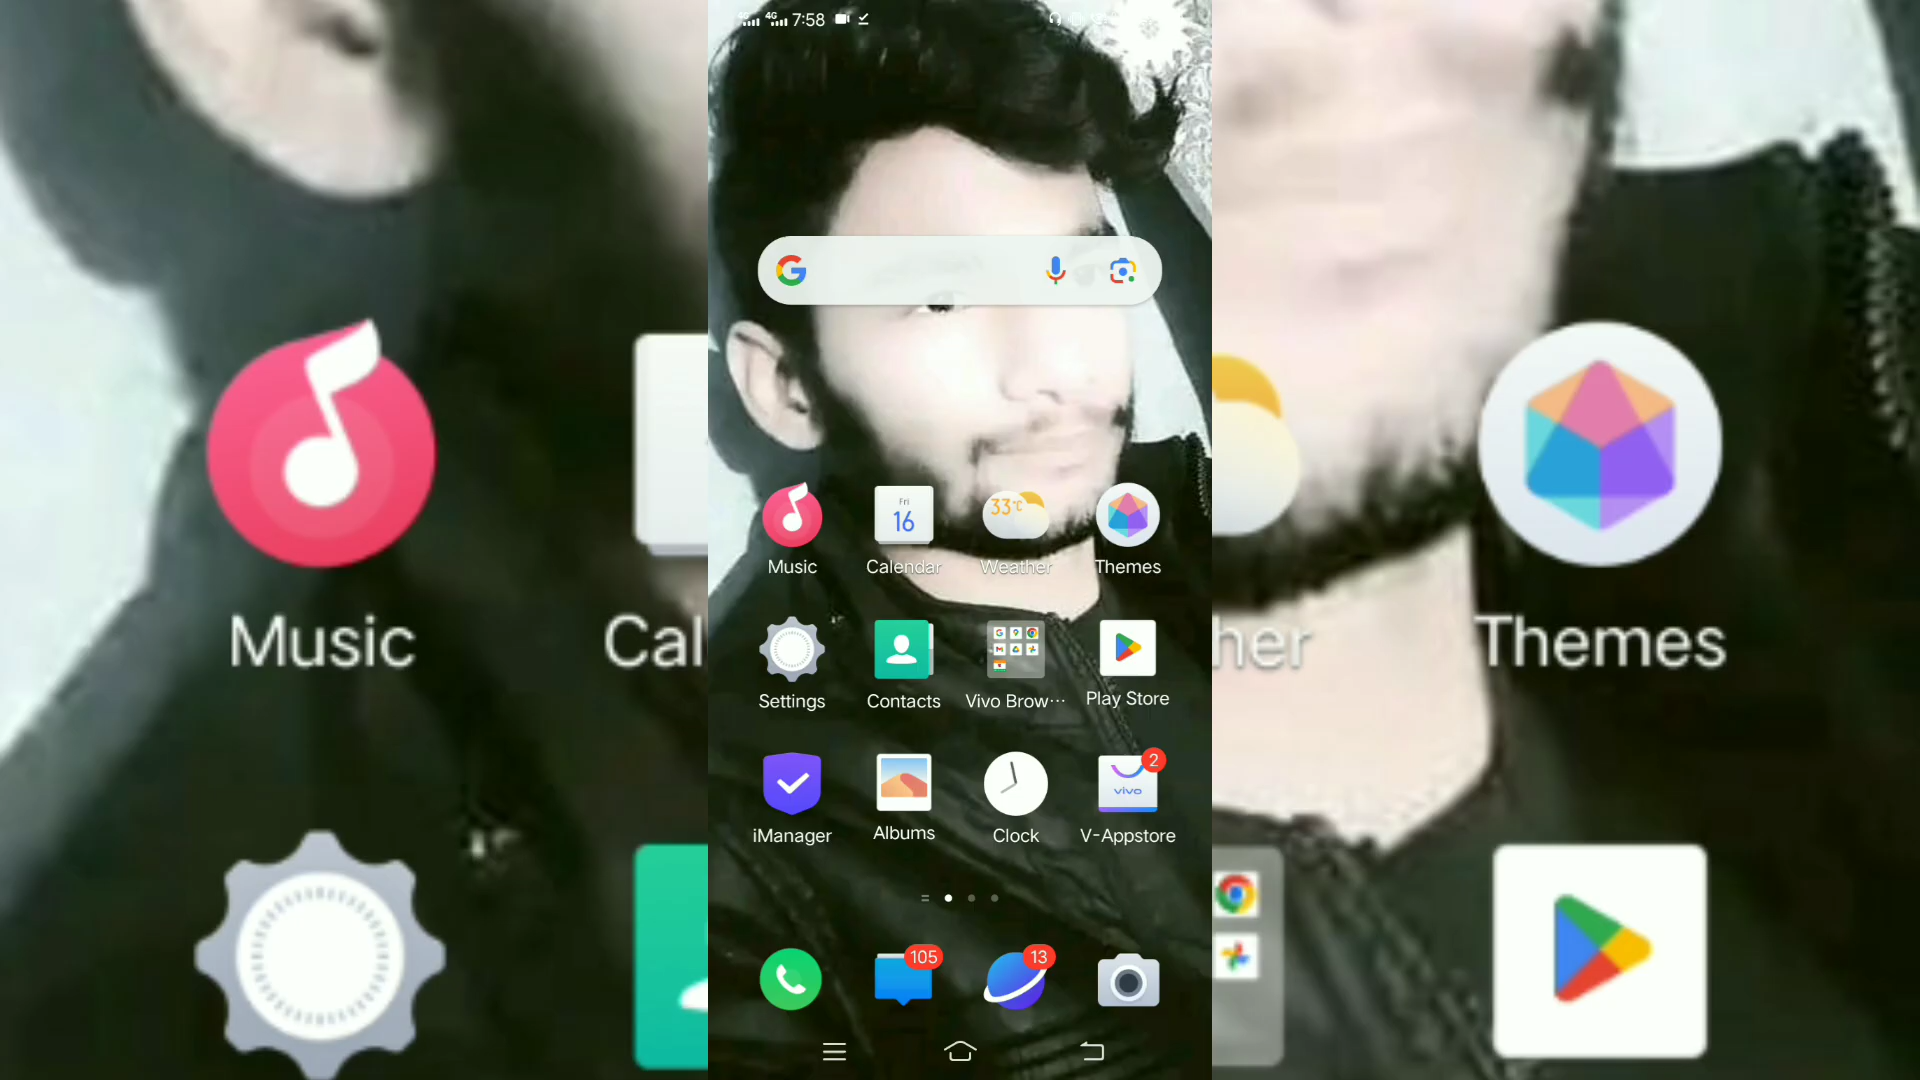 4G 7:58
33°C
Fri
16
Music Calendar Weather Themes
Settings Contacts Vivo Brow··· Play Store
2
vivo
iManager Albums Clock V-Appstore
105 13
Music Cal her Themes